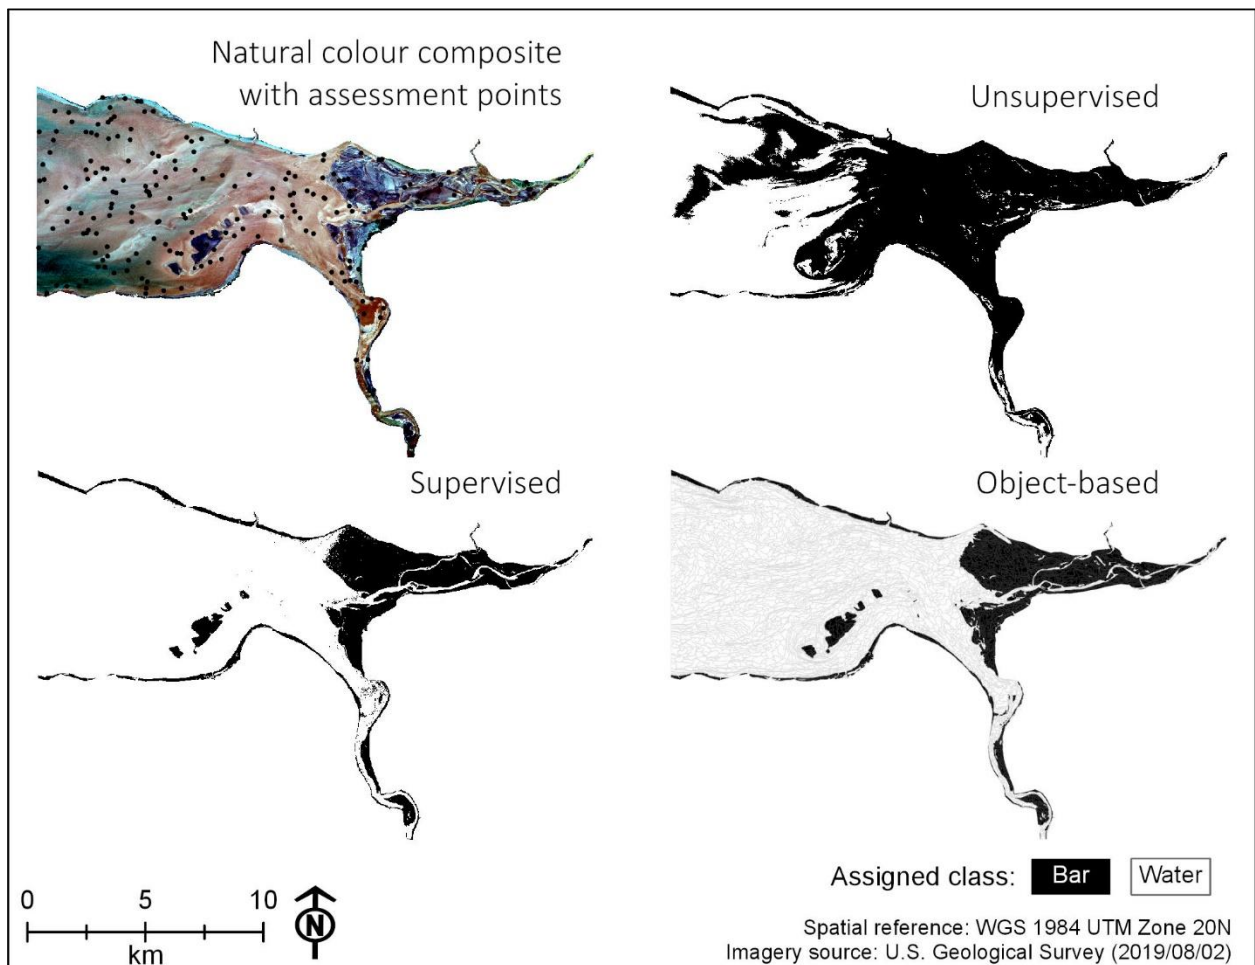 Natural colour composite
with assessment points
Unsupervised
Supervised
Object-based
Assigned class: Bar Water
0 5 10
km
N
Spatial reference: WGS 1984 UTM Zone 20N
Imagery source: U.S. Geological Survey (2019/08/02)